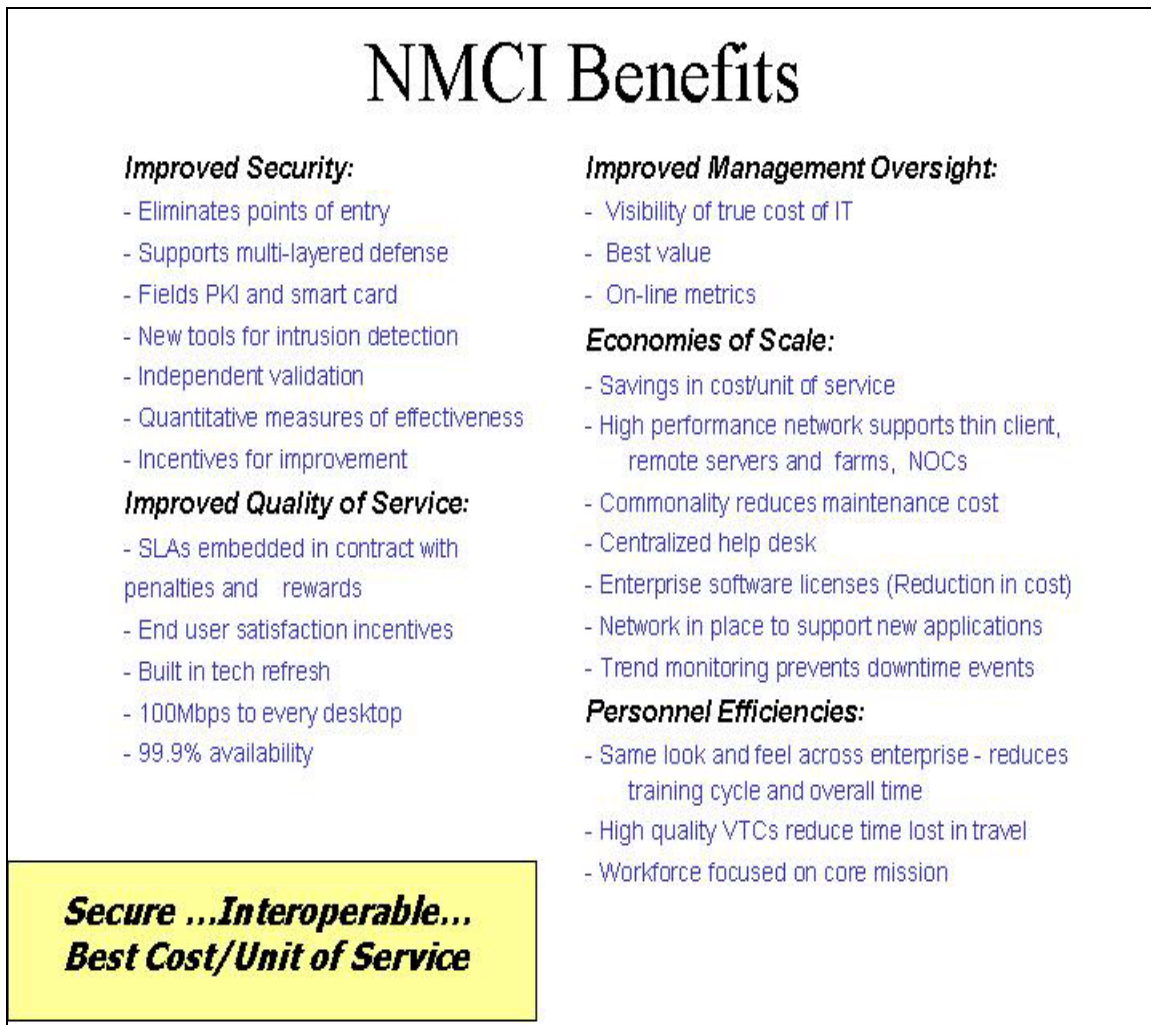 NMCI Benefits
Improved Security:
- Eliminates points of entry
- Supports multi-layered defense
- Fields PKI and smart card
- New tools for intrusion detection
- Independent validation
- Quantitative measures of effectiveness
- Incentives for improvement
Improved Quality of Service:
- SLAs embedded in contract with
penalties and rewards
- End user satisfaction incentives
- Built in tech refresh
- 100Mbps to every desktop
- 99.9% availability
Improved Management Oversight:
- Visibility of true cost of IT
- Best value
- On-line metrics
Economies of Scale:
- Savings in cost/unit of service
- High performance network supports thin client,
remote servers and farms, NOCs
- Commonality reduces maintenance cost
- Centralized help desk
- Enterprise software licenses (Reduction in cost)
- Network in place to support new applications
- Trend monitoring prevents downtime events
Personnel Efficiencies:
- Same look and feel across enterprise - reduces
training cycle and overall time
- High quality VTCs reduce time lost in travel
- Workforce focused on core mission
Secure ...Interoperable...
Best Cost/Unit of Service